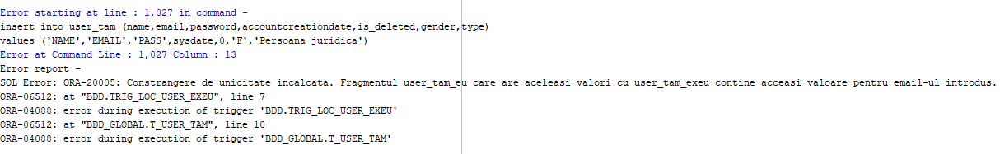 Error starting at line : 1,027 in command -
insert into user_tam (name,email,password,accountcreationdate,is_deleted,gender,type)
values ('NAME','EMAIL','PASS',sysdate,0,'F','Persoana juridica')
Error at Command Line : 1,027 Column : 13
Error report -
SQL Error: ORA-20005: Constrangere de unicitate incalcata. Fragmentul user_tam_eu care are aceleasi valori cu user_tam_exeu contine acceasi valoare pentru email-ul introdus.
ORA-06512: at "BDD.TRIG_LOC_USER_EXEU", line 7
ORA-04088: error during execution of trigger 'BDD.TRIG_LOC_USER_EXEU'
ORA-06512: at "BDD_GLOBAL.T_USER_TAM", line 10
ORA-04088: error during execution of trigger 'BDD_GLOBAL.T_USER_TAM'